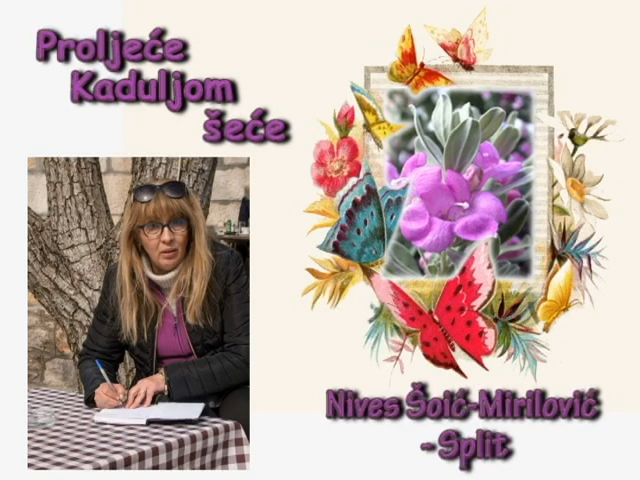 Proljeće
Kaduljom
šeće
Nives Šoić-Mirilović
- Split